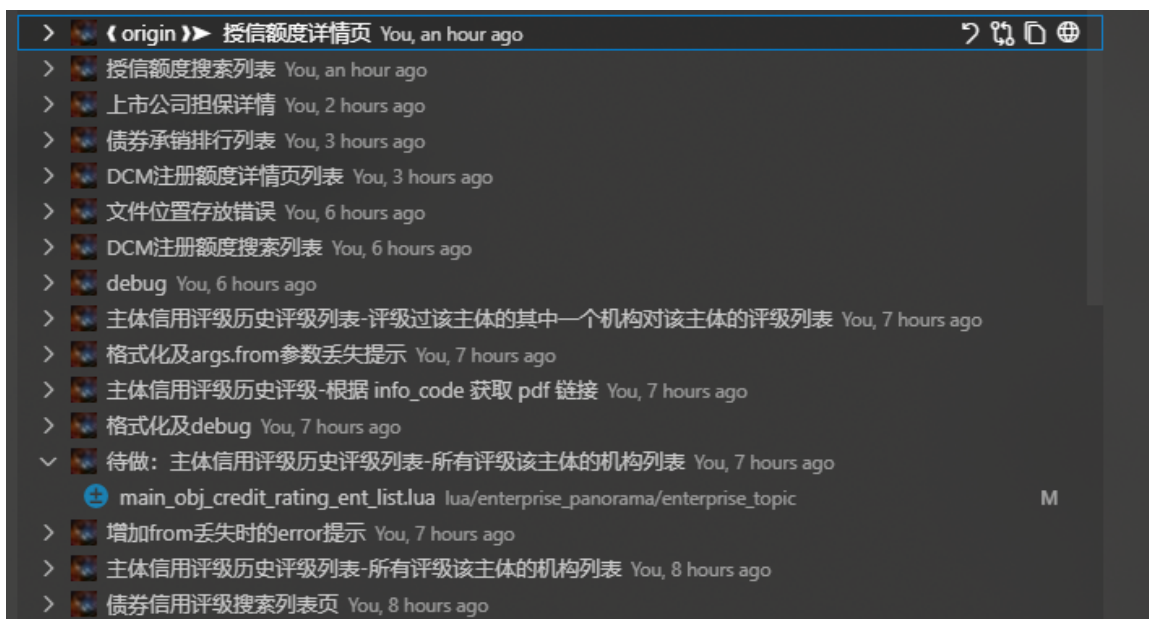 《origin》➤ 授信额度详情页 You, an hour ago
授信额度搜索列表 You, an hour ago
上市公司担保详情 You, 2 hours ago
债券承销排行列表 You, 3 hours ago
DCM注册额度详情页列表 You, 3 hours ago
文件位置存放错误 You, 6 hours ago
DCM注册额度搜索列表 You, 6 hours ago
debug You, 6 hours ago
主体信用评级历史评级列表-评级过该主体的其中一个机构对该主体的评级列表 You, 7 hours ago
格式化及args.from参数丢失提示 You, 7 hours ago
主体信用评级历史评级-根据 info_code 获取 pdf 链接 You, 7 hours ago
格式化及debug You, 7 hours ago
待做：主体信用评级历史评级列表-所有评级该主体的机构列表 You, 7 hours ago
main_obj_credit_rating_ent_list.lua lua/enterprise_panorama/enterprise_topic M
增加from丢失时的error提示 You, 7 hours ago
主体信用评级历史评级列表-所有评级该主体的机构列表 You, 8 hours ago
债券信用评级搜索列表页 You, 8 hours ago